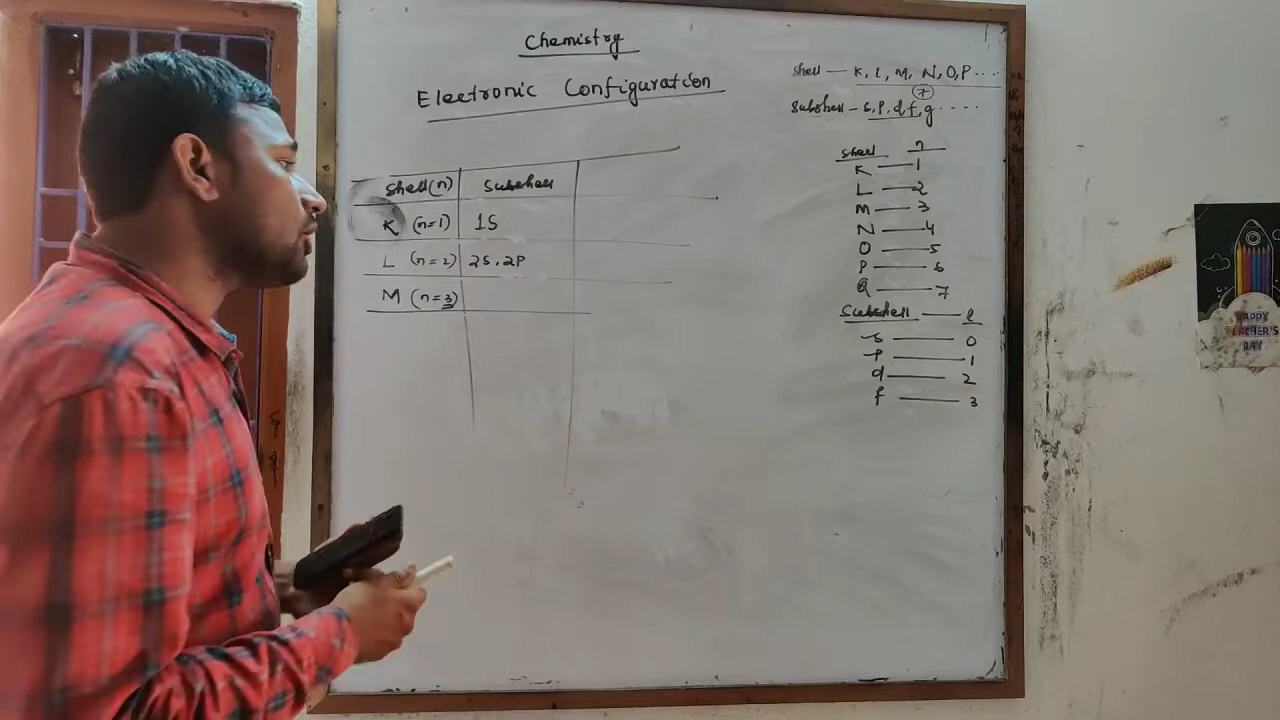 Chemistry
Electronic Configuration
Shell(n) Subshell
K (n=1) 1S
L (n=2) 2S, 2P
M (n=3)
Shell — K, L, M, N, O, P ....
7
Subshell - S, P, d, f, g .....
Shell n
K — 1
L — 2
M — 3
N — 4
O — 5
P — 6
Q — 7
Subshell — l
S — 0
P — 1
d — 2
f — 3
HAPPY
TEACHER'S
DAY